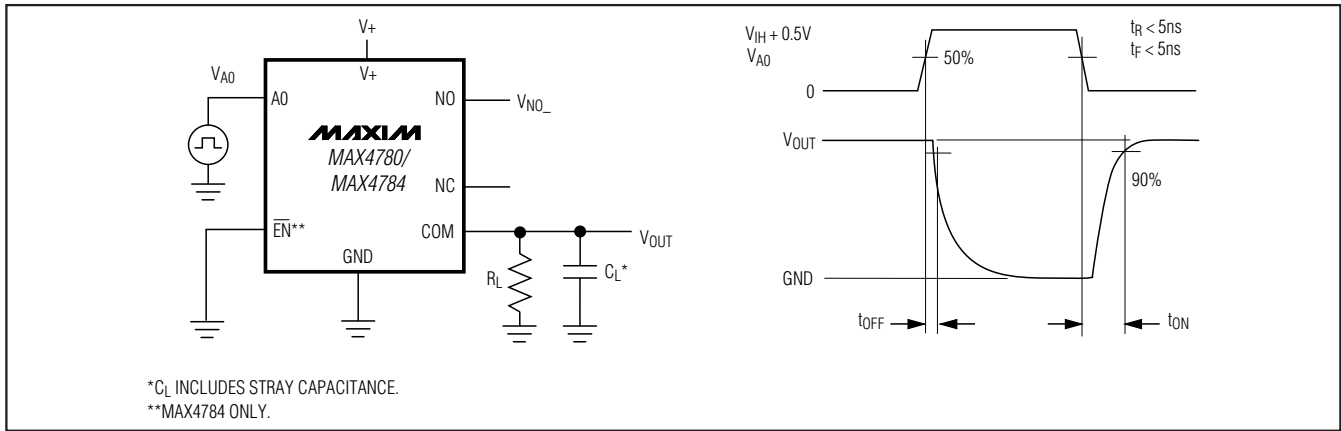 V+
V+
VA0
A0
NO
VNO_
MAXIM
MAX4780/
MAX4784
NC
EN**
COM
VOUT
GND
RL
CL*
*CL INCLUDES STRAY CAPACITANCE.
**MAX4784 ONLY.
VIH + 0.5V
VA0
0
50%
tR < 5ns
tF < 5ns
VOUT
90%
GND
tOFF
tON